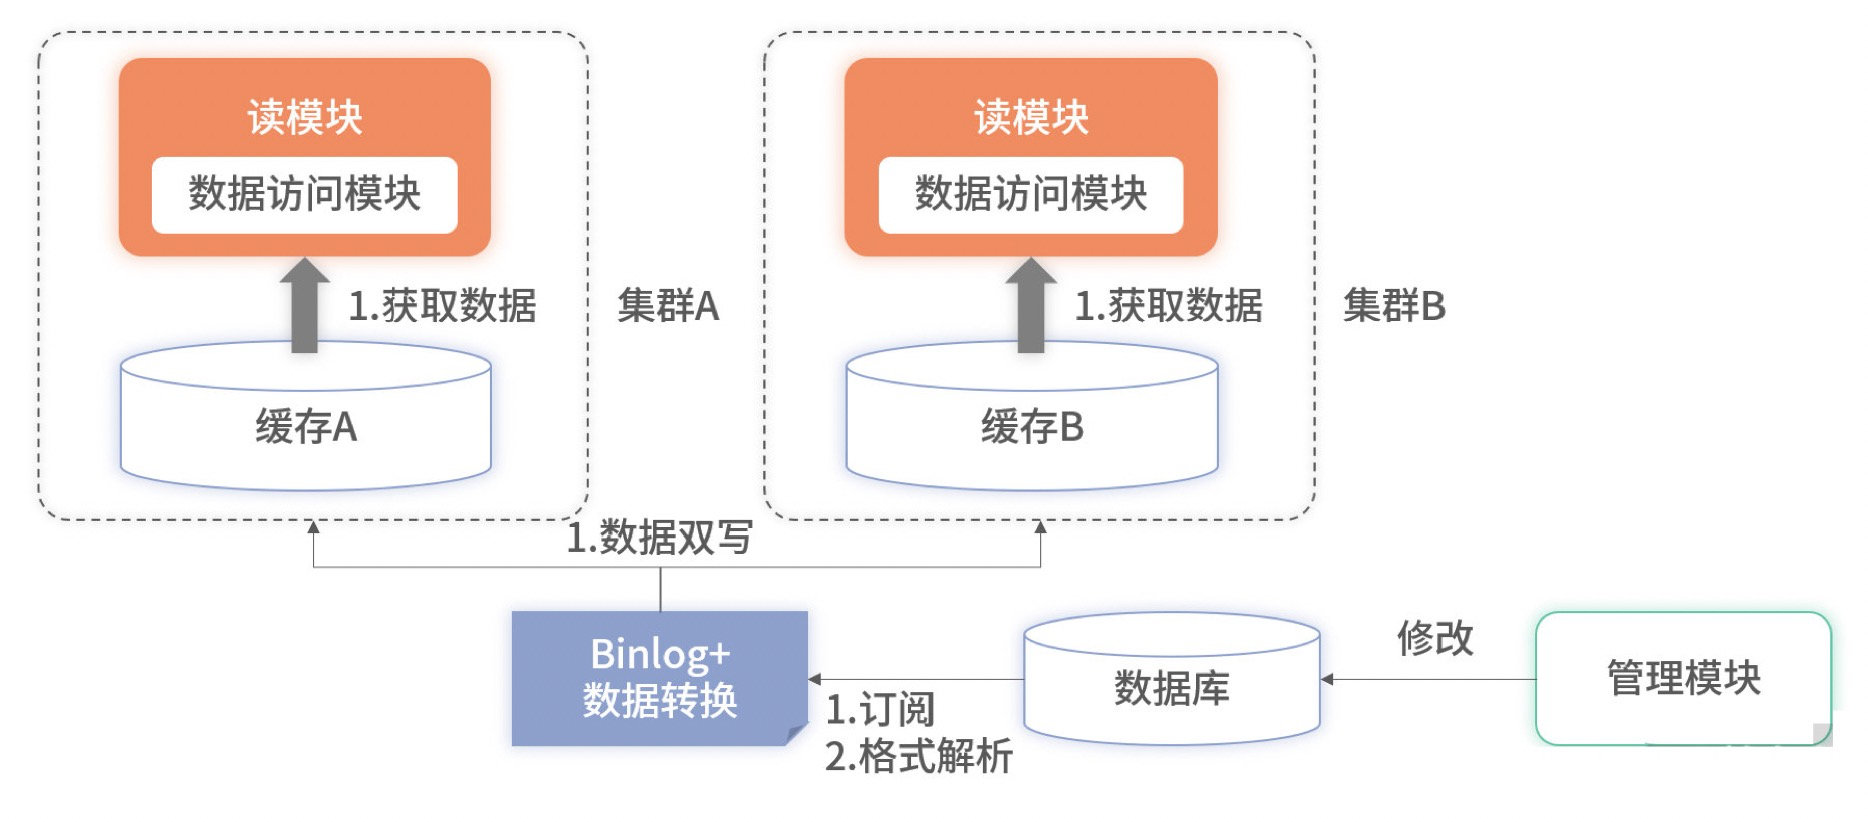 读模块
数据访问模块
1.获取数据
集群A
缓存A
读模块
数据访问模块
1.获取数据
集群B
缓存B
1.数据双写
Binlog+
数据转换
1.订阅
2.格式解析
数据库
修改
管理模块